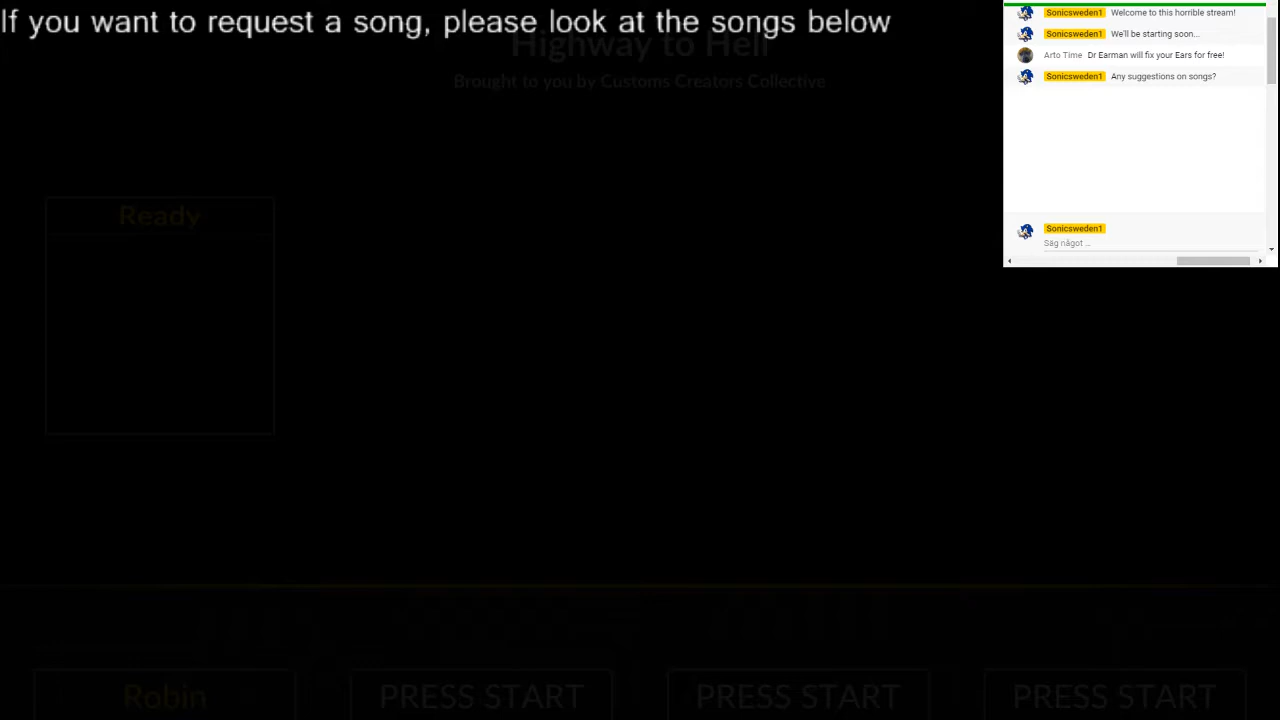 If you want to request a song, please look at the songs below
Highway to Hell
Brought to you by Customs Creators Collective
Ready
Robin
PRESS START
PRESS START
PRESS START
Sonicsweden1 Welcome to this horrible stream!
Sonicsweden1 We'll be starting soon...
Arto Time Dr Earman will fix your Ears for free!
Sonicsweden1 Any suggestions on songs?
Sonicsweden1
Säg något ...